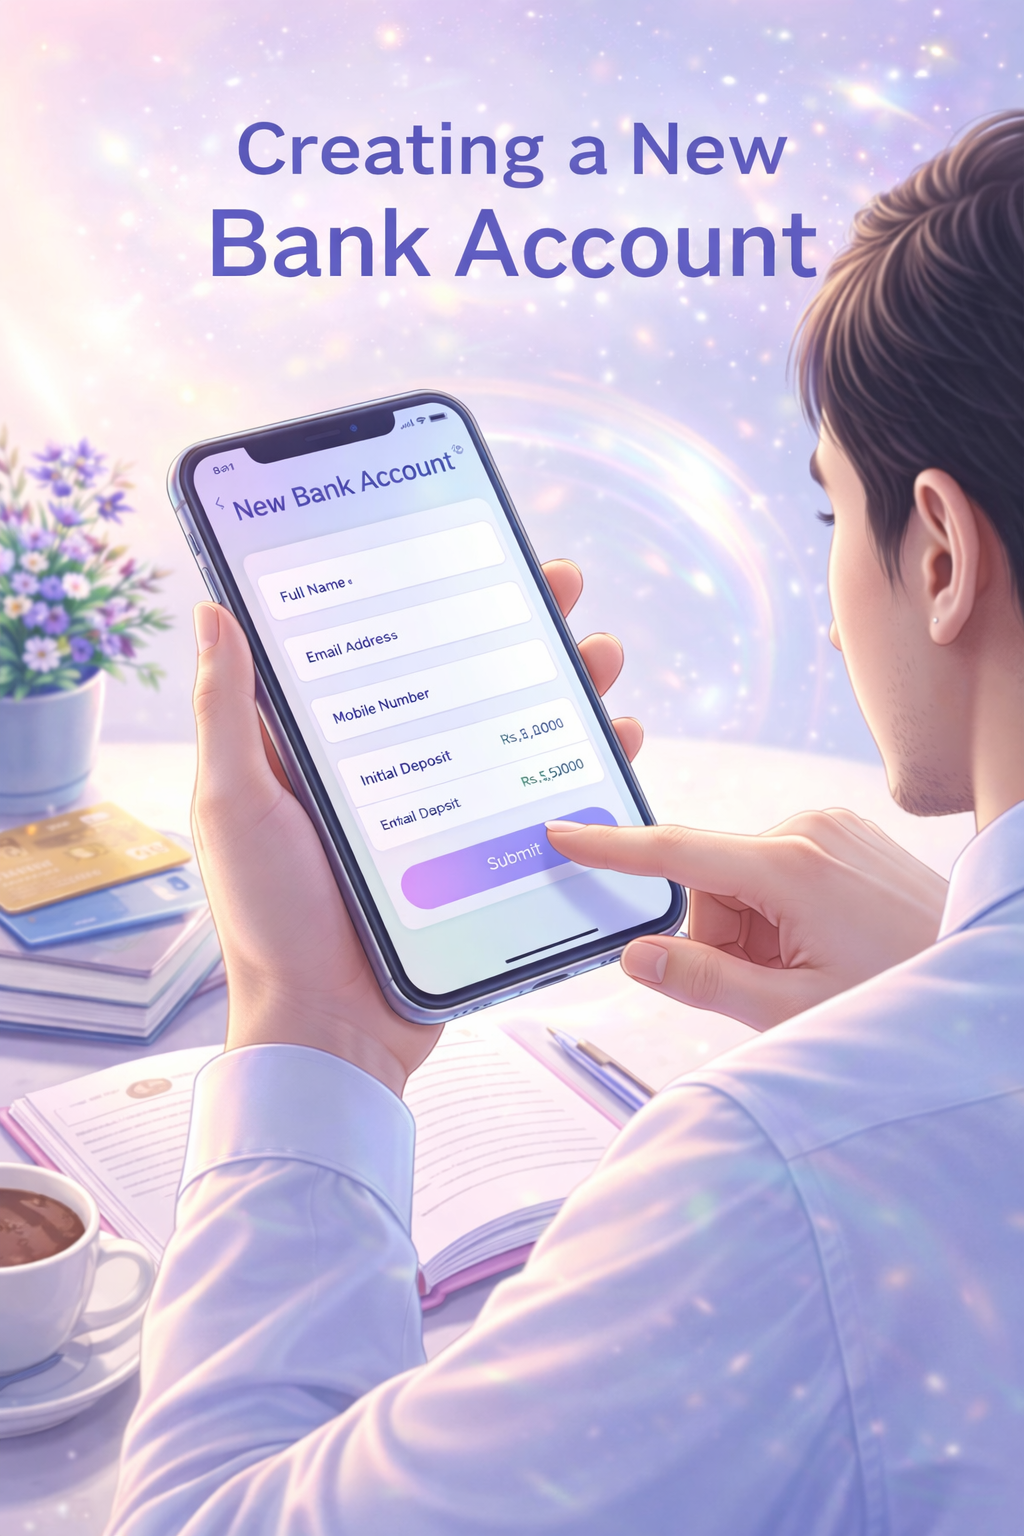 Creating a New
Bank Account
New Bank Account
Full Name
Email Address
Mobile Number
Initial Deposit
Submit